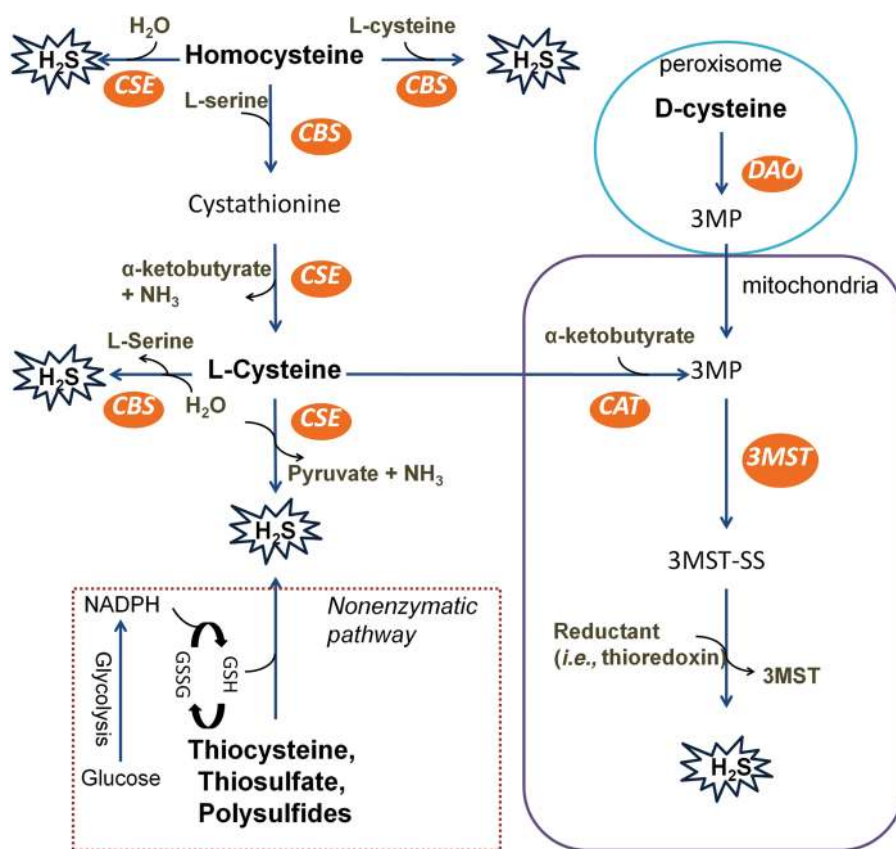 H₂O
L-cysteine
H₂S
Homocysteine
H₂S
CSE
CBS
peroxisome
D-cysteine
DAO
3MP
L-serine
CBS
Cystathionine
α-ketobutyrate
+ NH₃
CSE
mitochondria
L-Serine
H₂S
L-Cysteine
α-ketobutyrate
3MP
CBS
H₂O
CSE
CAT
Pyruvate + NH₃
3MST
H₂S
3MST-SS
NADPH
Nonenzymatic
pathway
Glycolysis
GSSG
GSH
Reductant
(i.e., thioredoxin)
3MST
Glucose
Thiocysteine,
Thiosulfate,
Polysulfides
H₂S